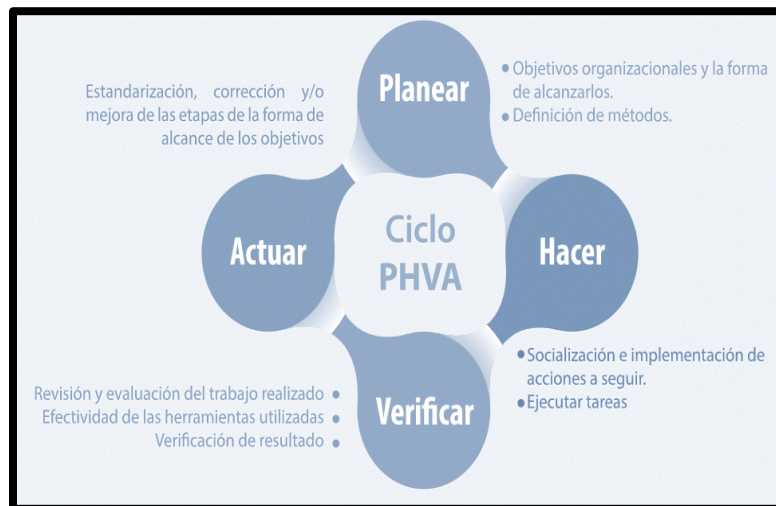 Planear
• Objetivos organizacionales y la forma
de alcanzarlos.
• Definición de métodos.
Estandarización, corrección y/o
mejora de las etapas de la forma de
alcance de los objetivos
Actuar
Ciclo
PHVA
Hacer
• Socialización e implementación de
acciones a seguir.
• Ejecutar tareas
Verificar
Revisión y evaluación del trabajo realizado •
Efectividad de las herramientas utilizadas •
Verificación de resultado •